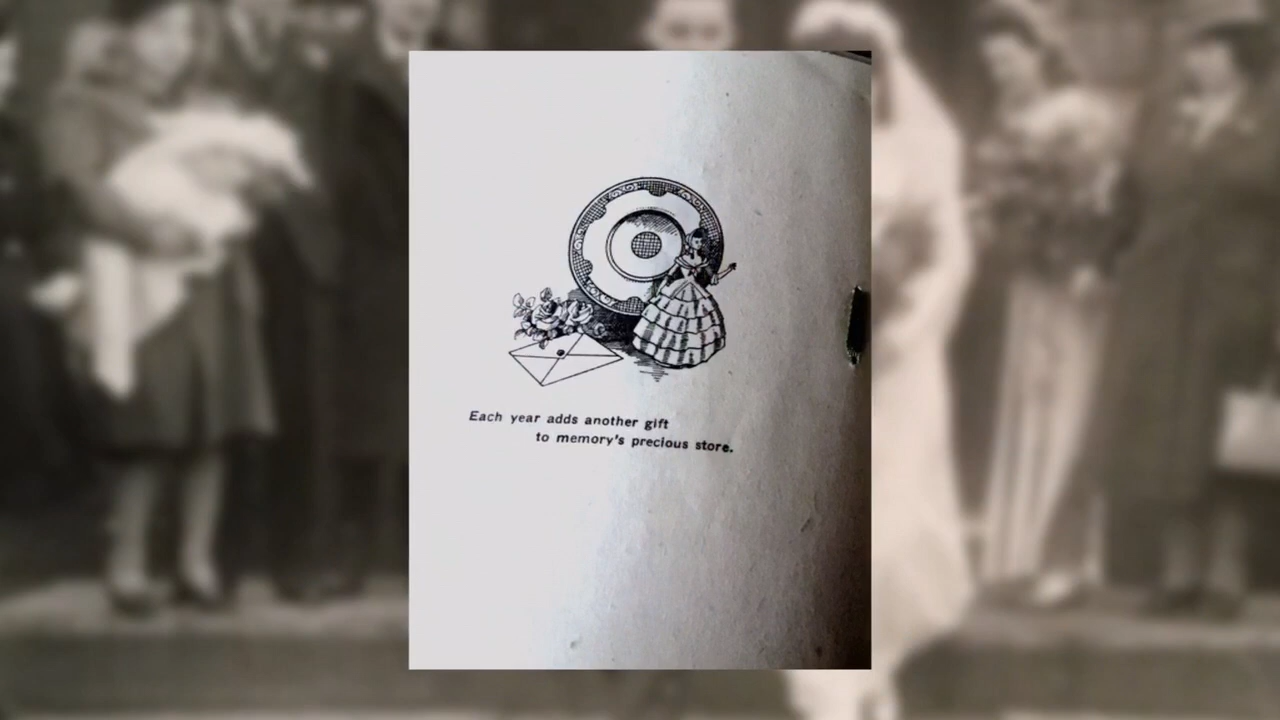 Each year adds another gift
to memory's precious store.